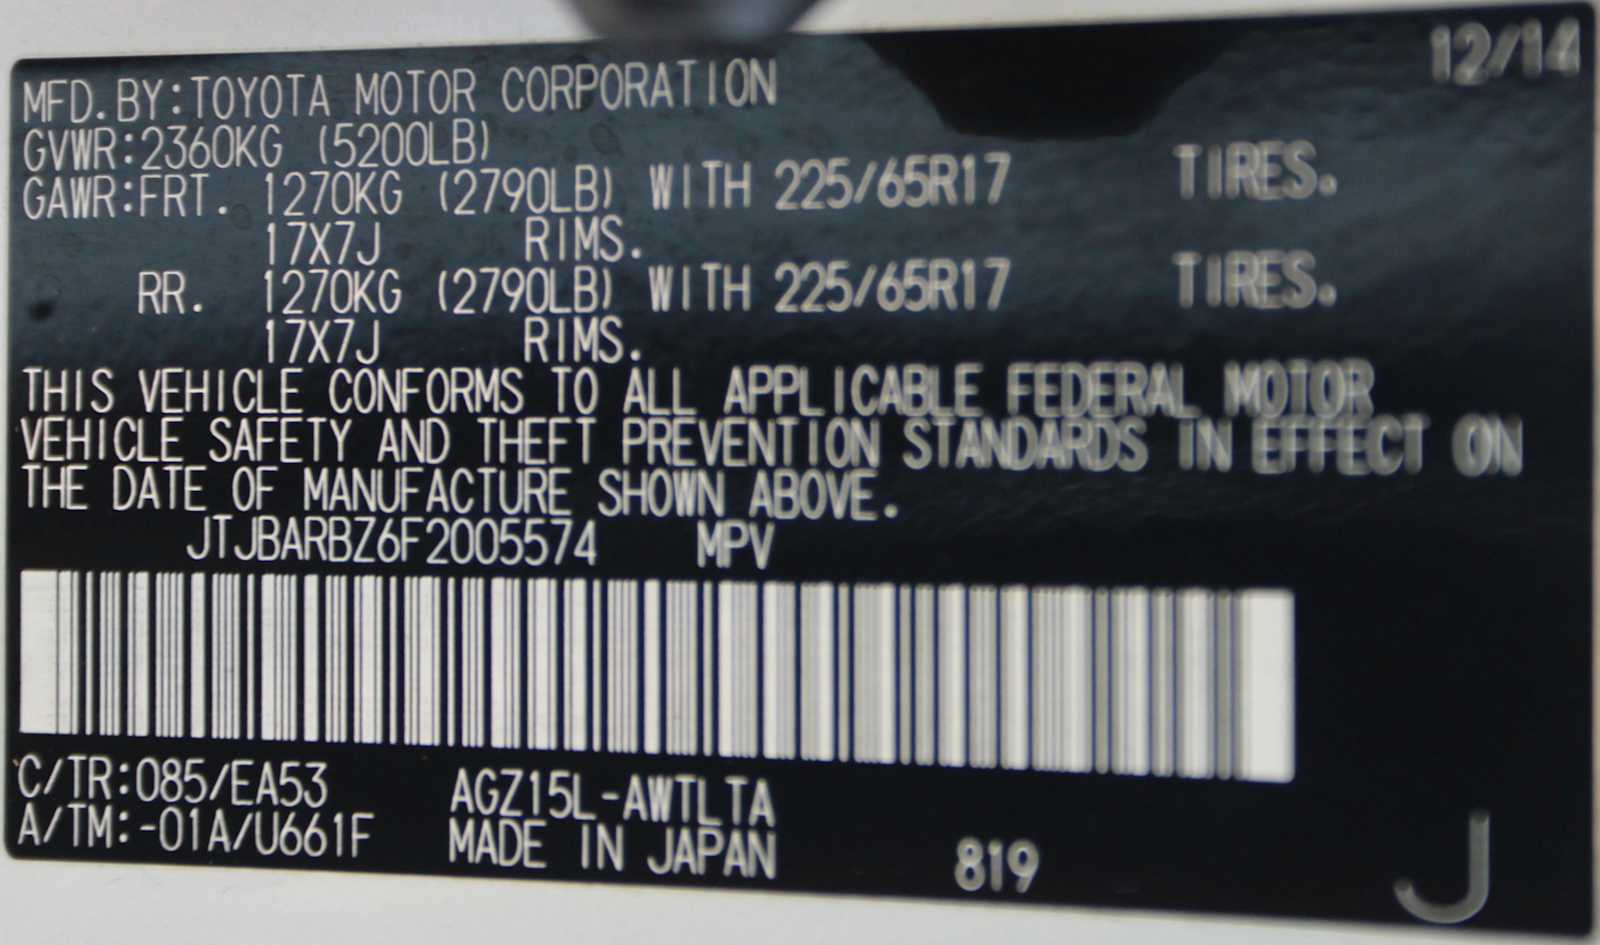 12/14
MFD.BY:TOYOTA MOTOR CORPORATION
GVWR:2360KG (5200LB)
GAWR:FRT. 1270KG (2790LB) WITH 225/65R17 TIRES.
17X7J RIMS.
RR. 1270KG (2790LB) WITH 225/65R17 TIRES.
17X7J RIMS.
THIS VEHICLE CONFORMS TO ALL APPLICABLE FEDERAL MOTOR
VEHICLE SAFETY AND THEFT PREVENTION STANDARDS IN EFFECT ON
THE DATE OF MANUFACTURE SHOWN ABOVE.
JTJBARBZ6F2005574 MPV
C/TR:085/EA53 AGZ15L-AWTLTA
A/TM:-01A/U661F MADE IN JAPAN 819
J